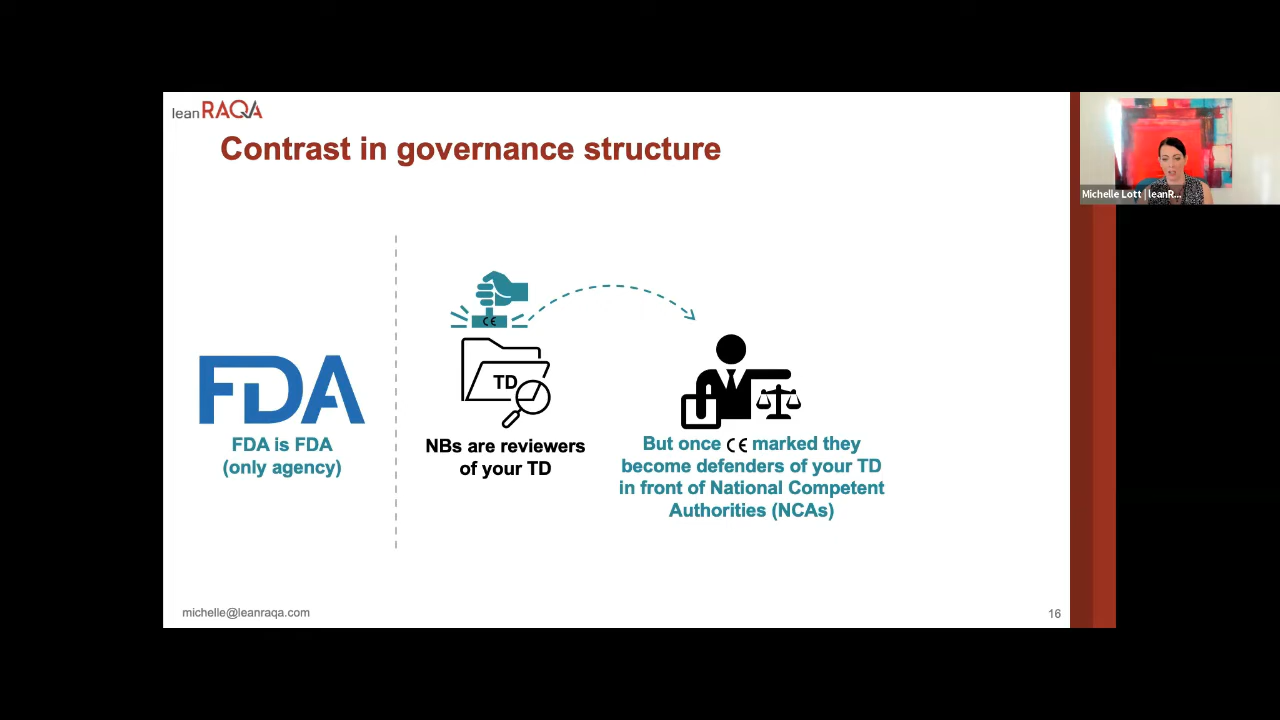 lean RAQA
Contrast in governance structure
Michelle Lott | leanR...
CE
TD
FDA
FDA is FDA
(only agency)
NBs are reviewers
of your TD
But once CE marked they
become defenders of your TD
in front of National Competent
Authorities (NCAs)
michelle@leanraqa.com
16